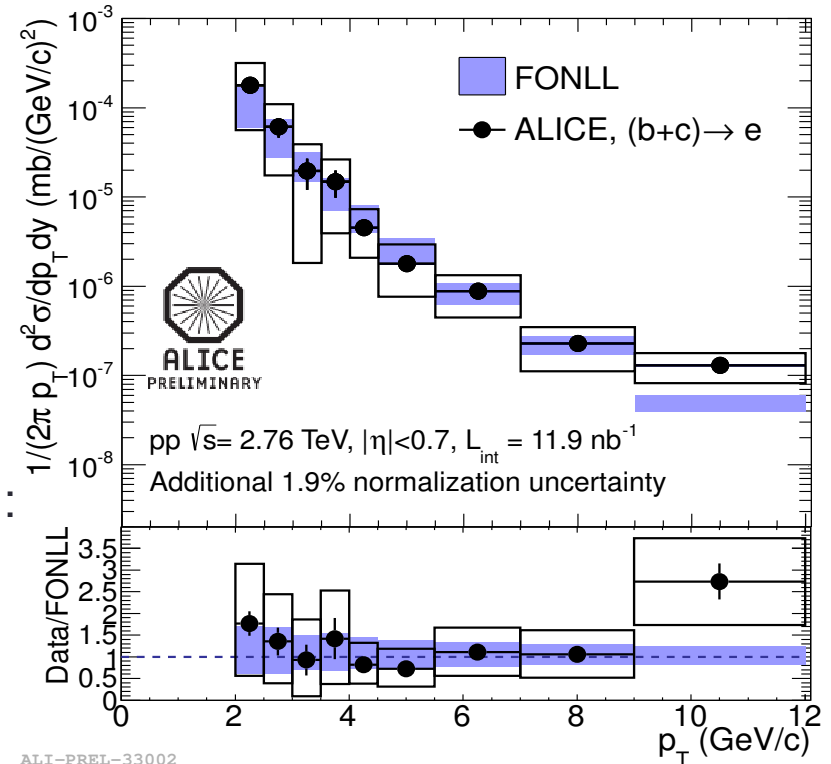 10⁻³
10⁻⁴
10⁻⁵
10⁻⁶
10⁻⁷
10⁻⁸
1/(2π p_T) d²σ/dp_T dy (mb/(GeV/c)²)
FONLL
ALICE, (b+c)→ e
ALICE
PRELIMINARY
pp √s= 2.76 TeV, |η|<0.7, L_int = 11.9 nb⁻¹
Additional 1.9% normalization uncertainty
:
Data/FONLL
3.5
3
2.5
2
1.5
1
0.5
0
0 2 4 6 8 10 12
p_T (GeV/c)
ALI-PREL-33002